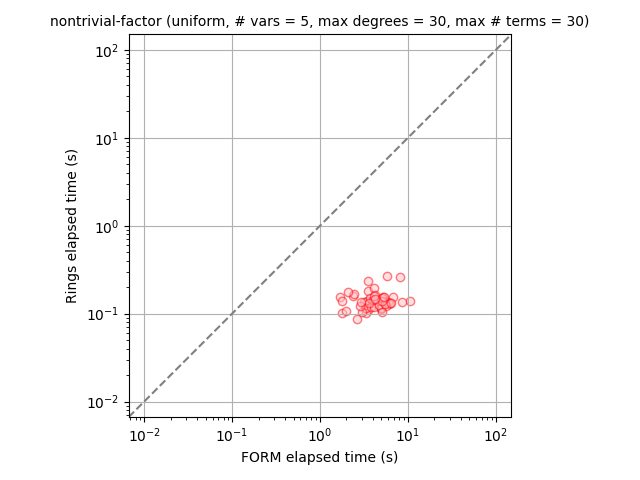 nontrivial-factor (uniform, # vars = 5, max degrees = 30, max # terms = 30)
Rings elapsed time (s)
10²
10¹
10⁰
10⁻¹
10⁻²
10⁻² 10⁻¹ 10⁰ 10¹ 10²
FORM elapsed time (s)